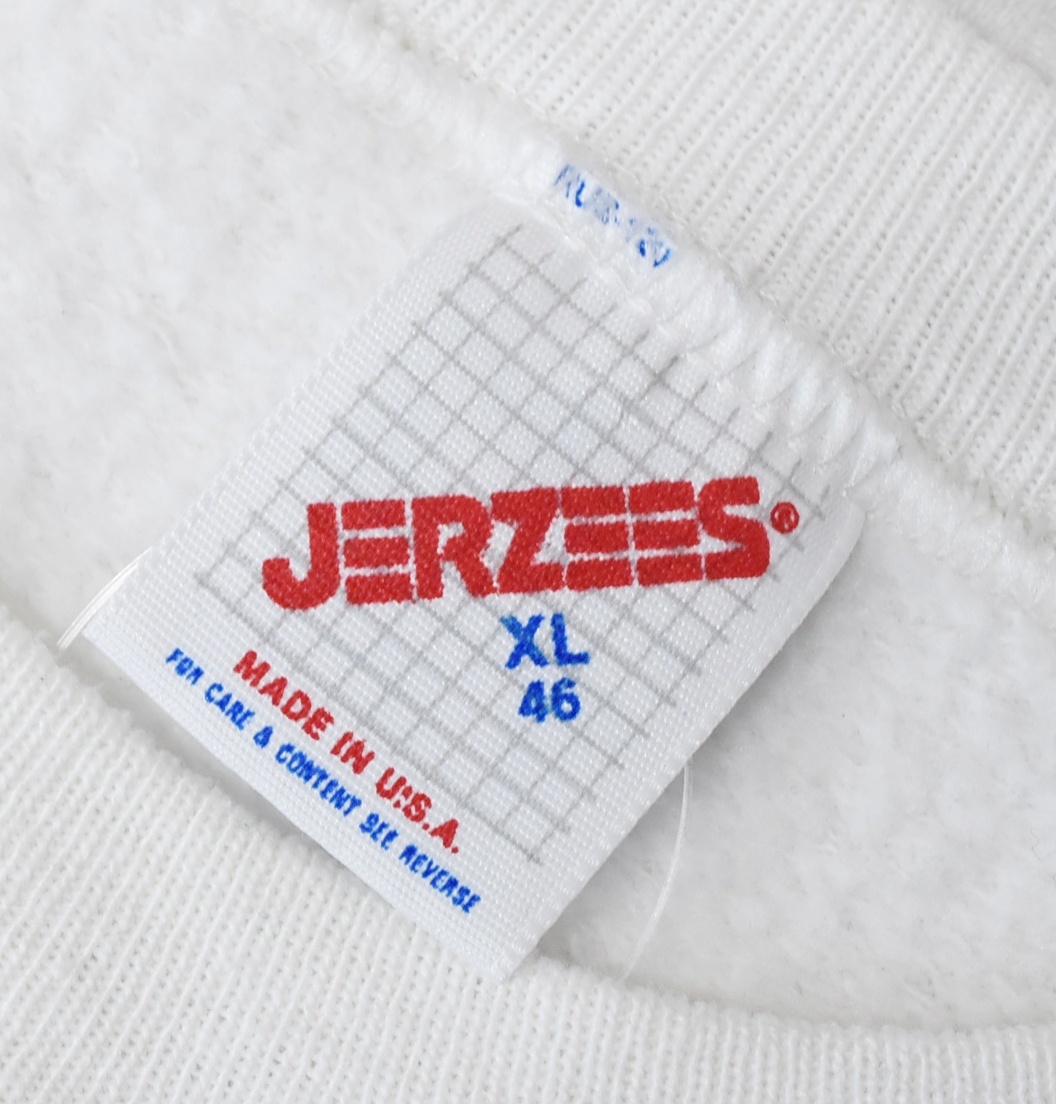 JERZEES®
XL
46
MADE IN U.S.A.
FOR CARE & CONTENT SEE REVERSE